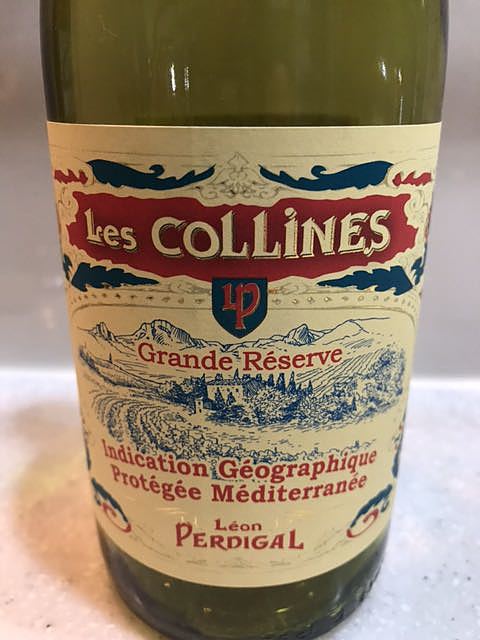 Les COLLiNES
LP
Grande Réserve
Indication Géographique
Protégée Méditerranée
Léon
PERDIGAL